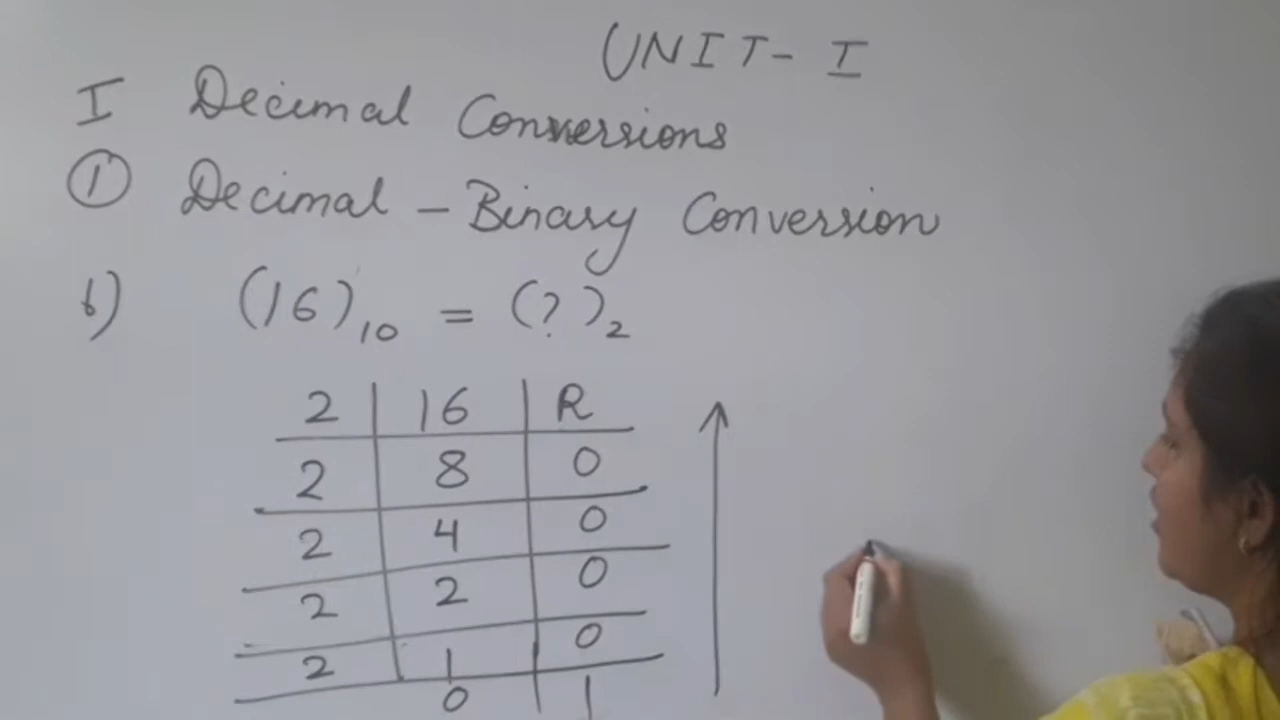 UNIT- I
I Decimal Conversions
① Decimal - Binary Conversion
b) (16)₁₀ = (?)₂
2 | 16 | R
2 | 8 | 0
2 | 4 | 0
2 | 2 | 0
2 | 1 | 0
0 | 1